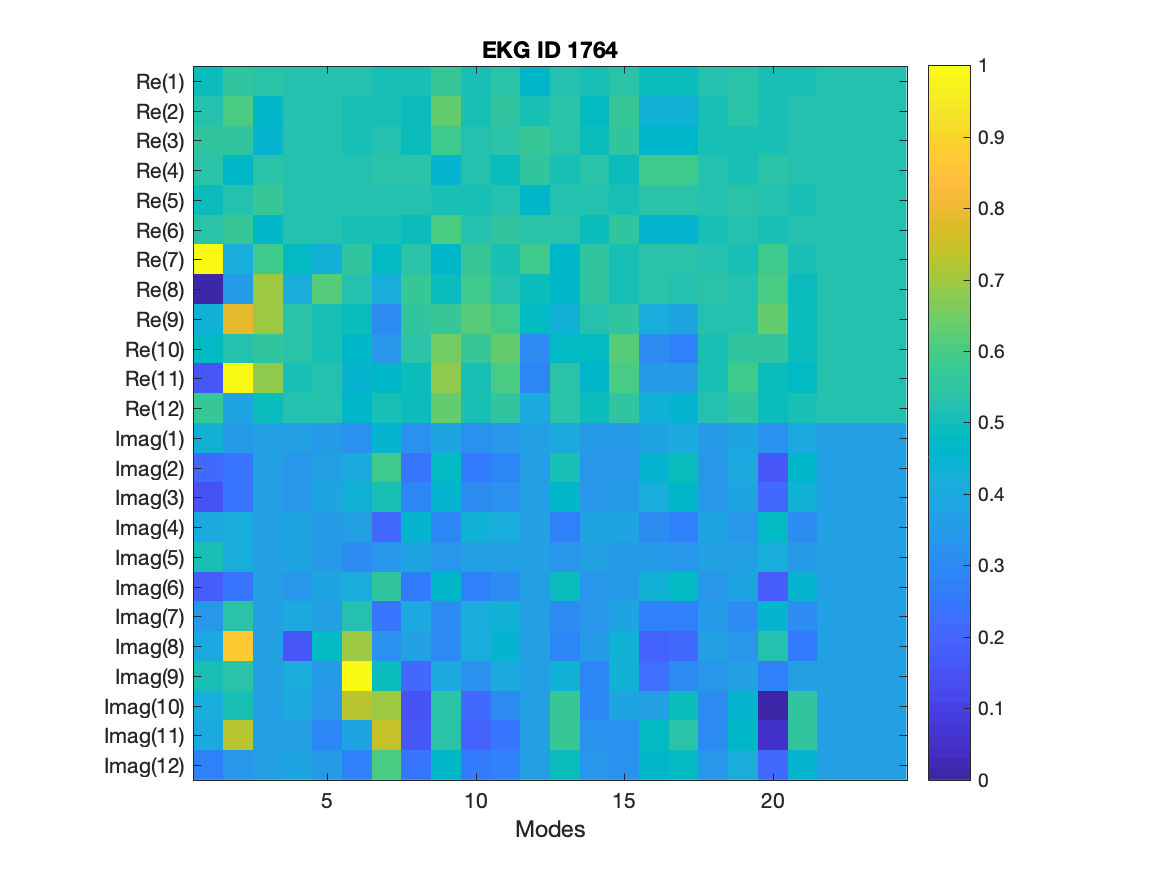 EKG ID 1764
Re(1)
Re(2)
Re(3)
Re(4)
Re(5)
Re(6)
Re(7)
Re(8)
Re(9)
Re(10)
Re(11)
Re(12)
Imag(1)
Imag(2)
Imag(3)
Imag(4)
Imag(5)
Imag(6)
Imag(7)
Imag(8)
Imag(9)
Imag(10)
Imag(11)
Imag(12)
5 10 15 20
Modes
1
0.9
0.8
0.7
0.6
0.5
0.4
0.3
0.2
0.1
0